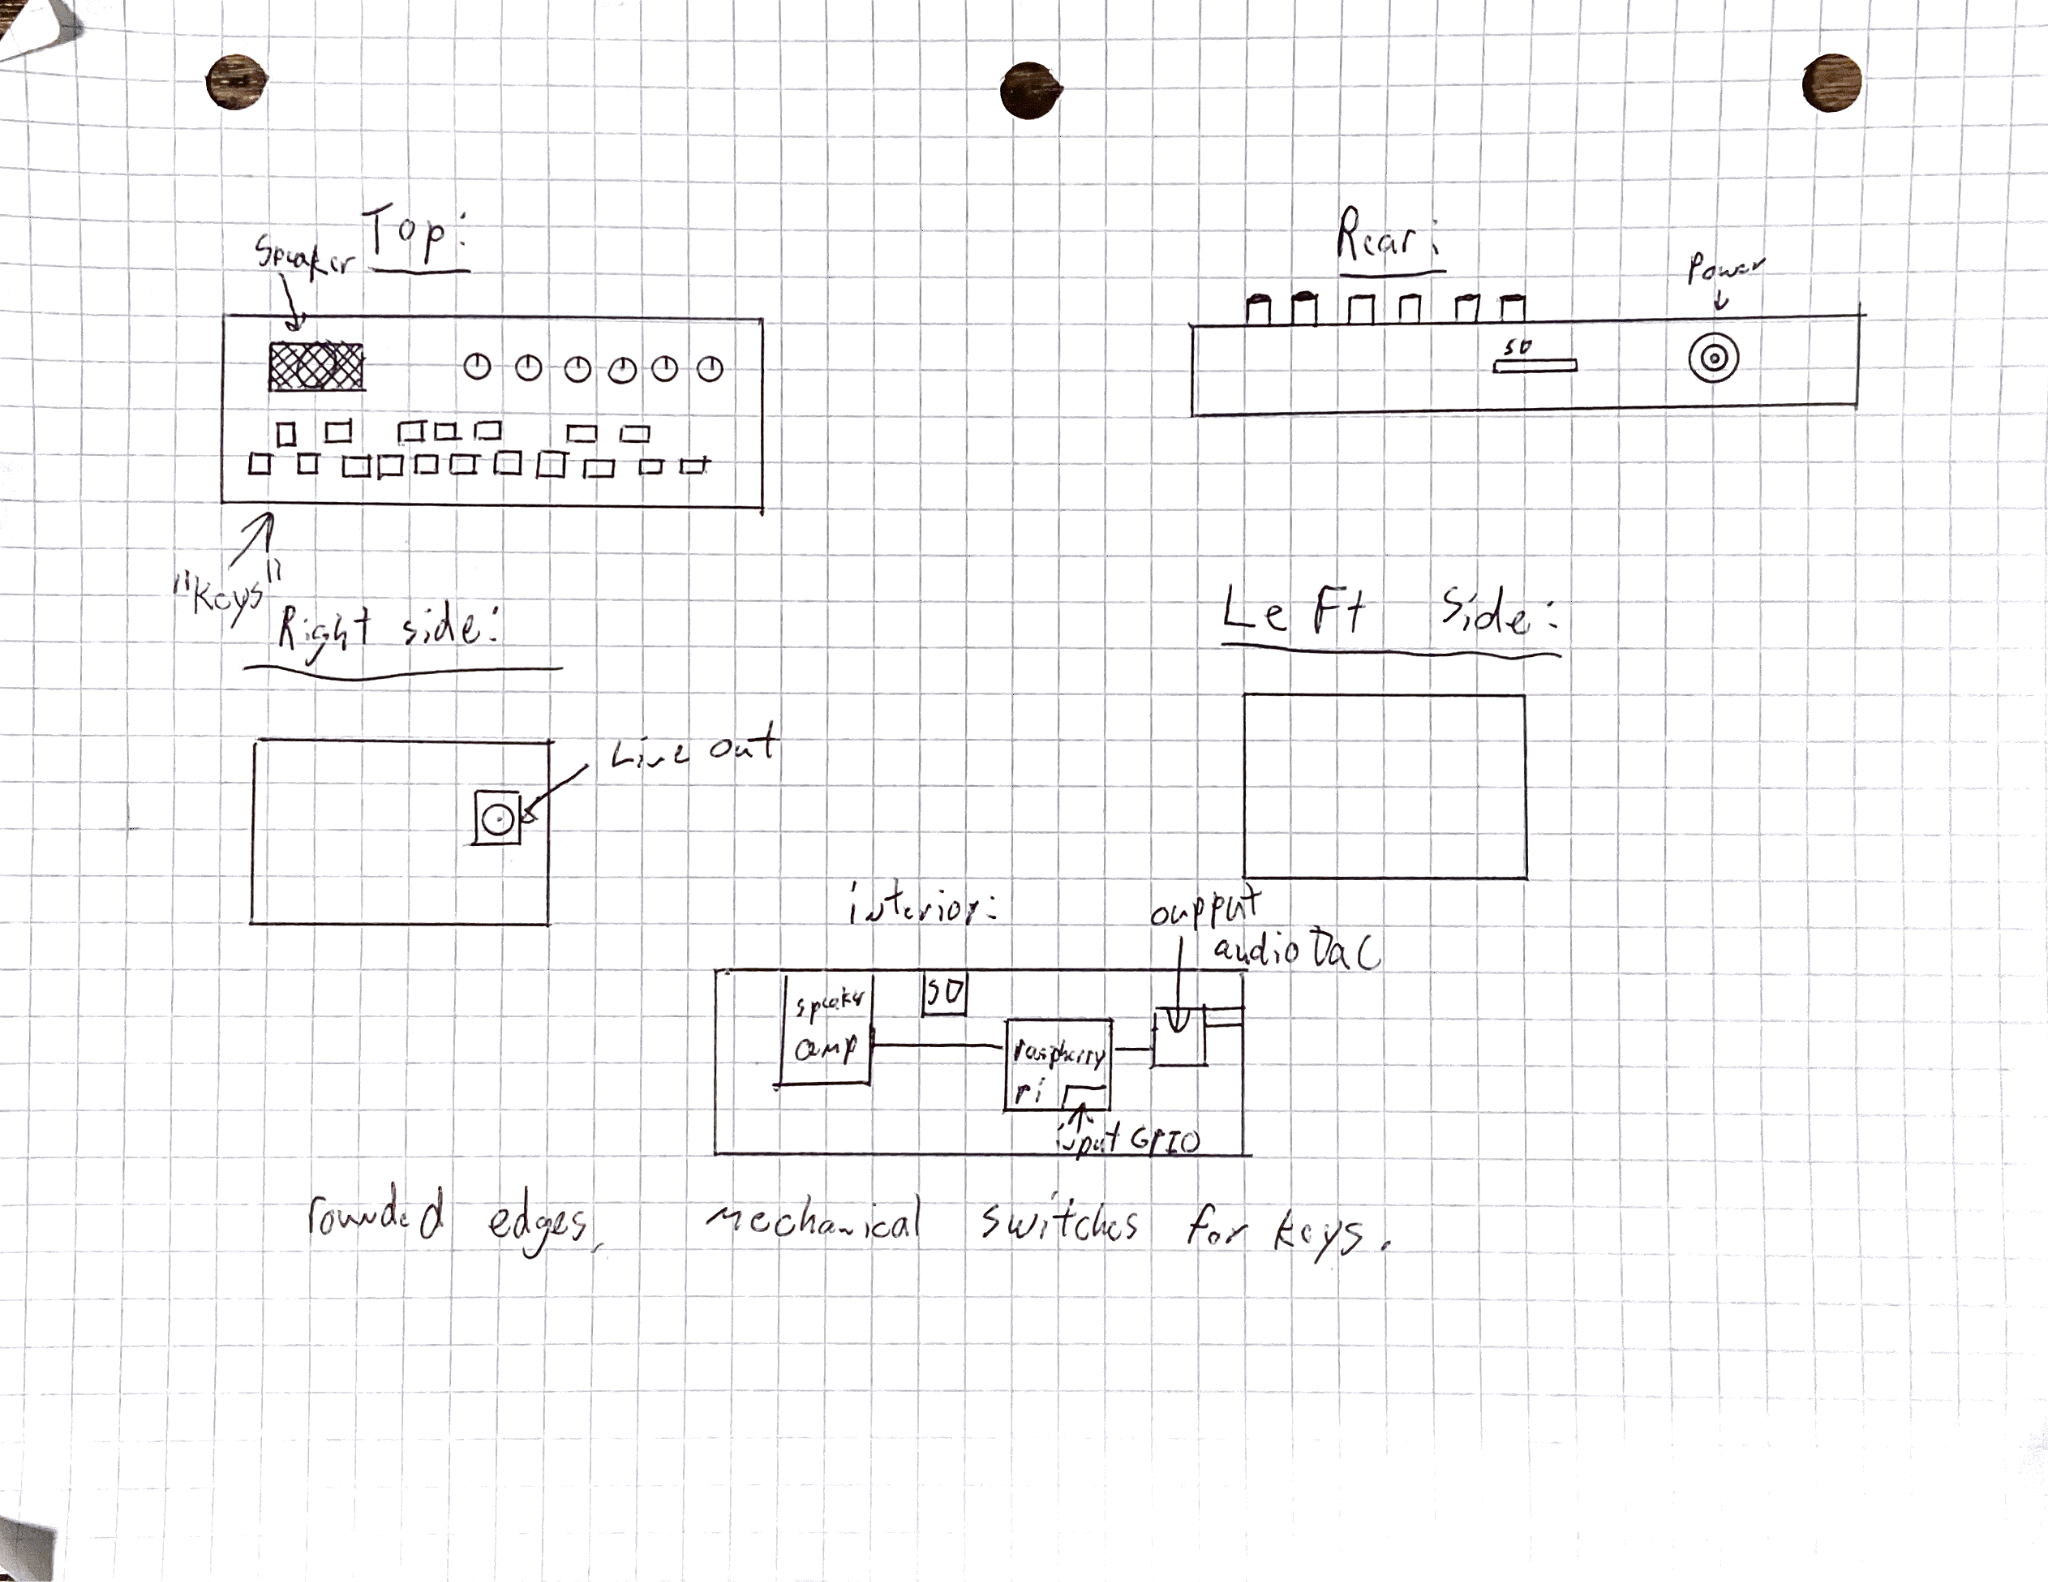 Top:
Speaker
"Keys"
Rear:
Power
SD
Right side:
Line out
LeFt side:
interior:
oupput
audio DaC
speaker
amp
SD
raspberry
pi
input GPIO
rounded edges, mechanical switches for keys.